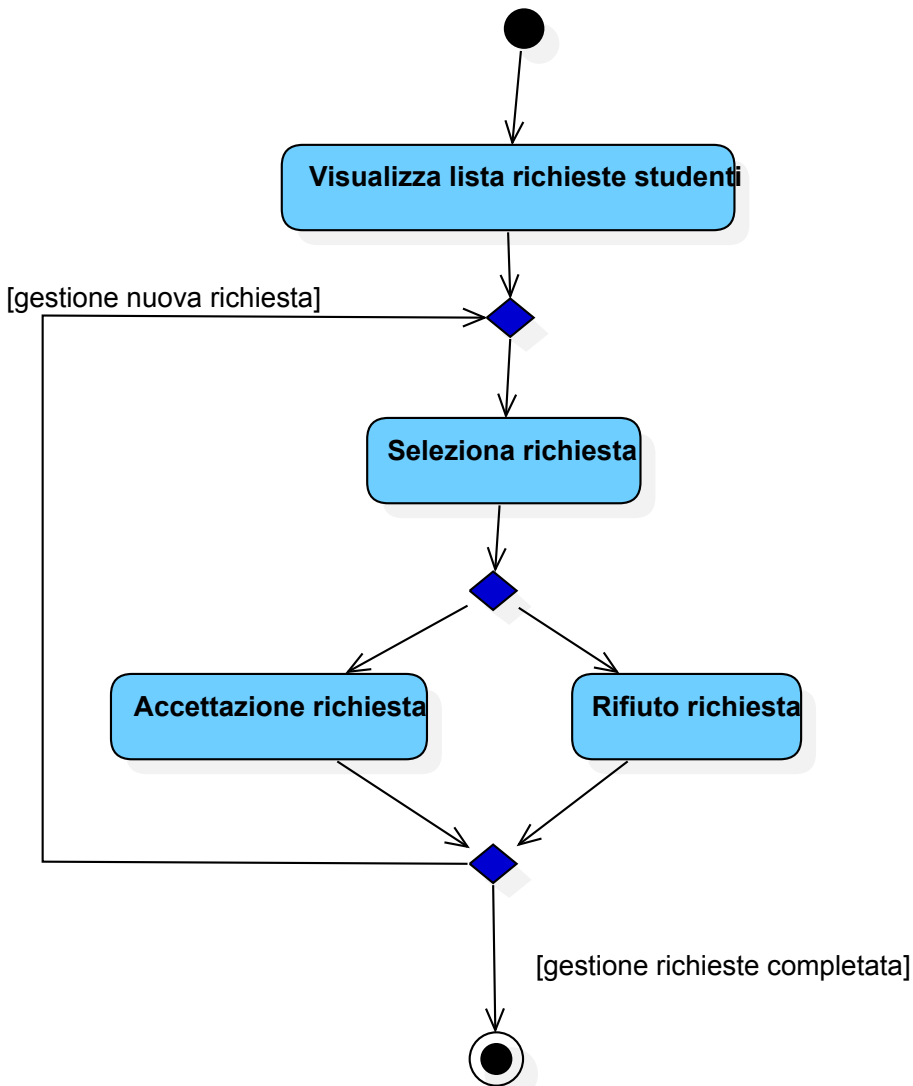 Visualizza lista richieste studenti
[gestione nuova richiesta]
Seleziona richiesta
Accettazione richiesta
Rifiuto richiesta
[gestione richieste completata]